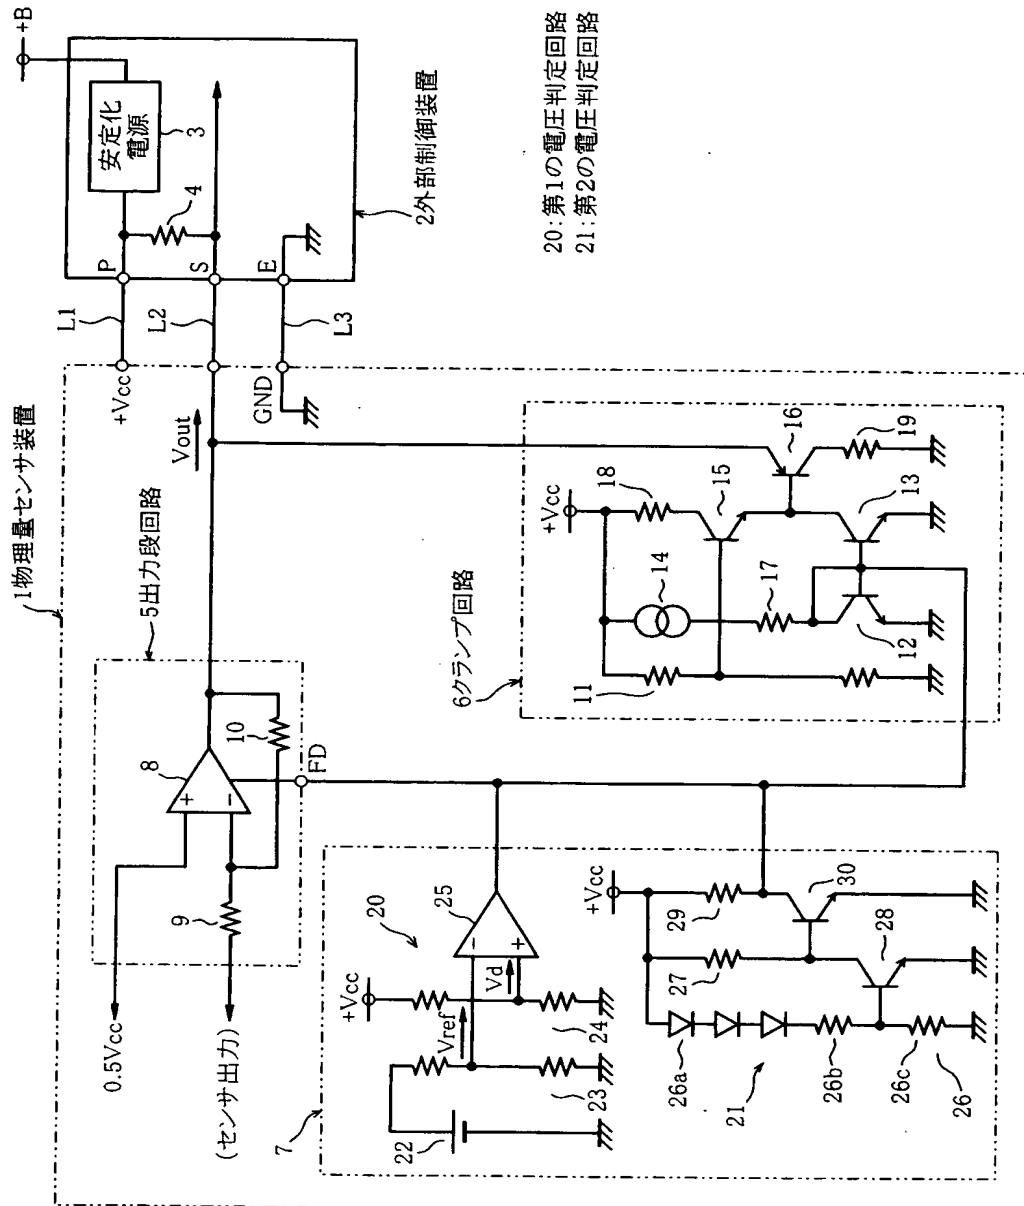 1物理量センサ装置
5出力段回路
0.5Vcc
(センサ出力)
8
+
−
9
10
FD
Vout
+Vcc
GND
L1
L2
L3
P
S
E
+B
安定化
電源
3
4
2外部制御装置
20:第1の電圧判定回路
21:第2の電圧判定回路
6クランプ回路
+Vcc
11
14
18
15
16
17
12
13
19
7
22
23
Vref
+Vcc
Vd
24
20
25
−
+
+Vcc
26a
21
26b
26c
26
27
28
29
30